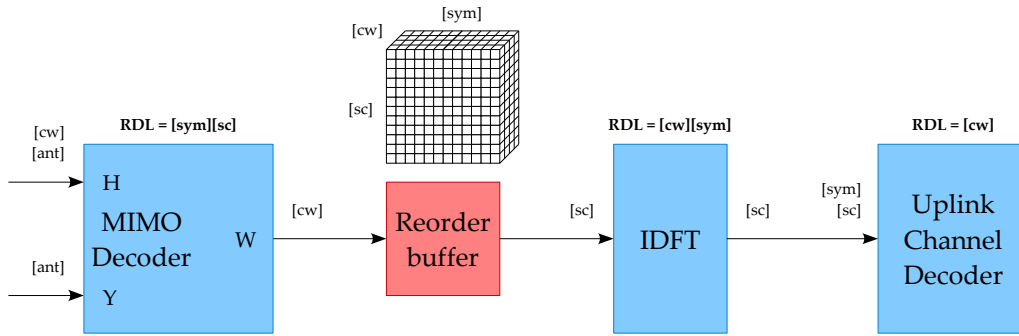 [sym]
[cw]
[sc]
RDL = [sym][sc]
RDL = [cw][sym]
RDL = [cw]
[cw]
[ant]
H
MIMO
Decoder
W
[ant]
Y
[cw]
Reorder
buffer
[sc]
IDFT
[sc]
[sym]
[sc]
Uplink
Channel
Decoder